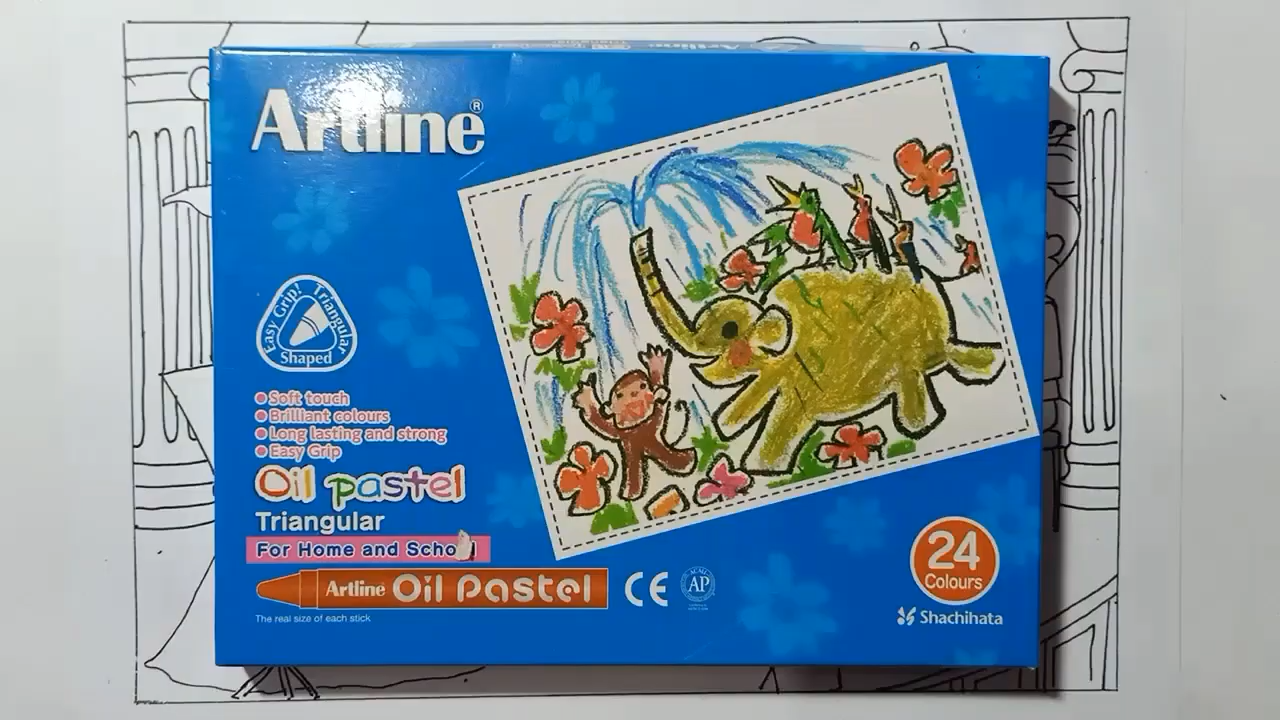 Artline®
Easy Grip! Triangular
Shaped
Soft touch
Brilliant colours
Long lasting and strong
Easy Grip
Oil pastel
Triangular
For Home and School
Artline Oil Pastel
CE
AP
The real size of each stick
24
Colours
Shachihata